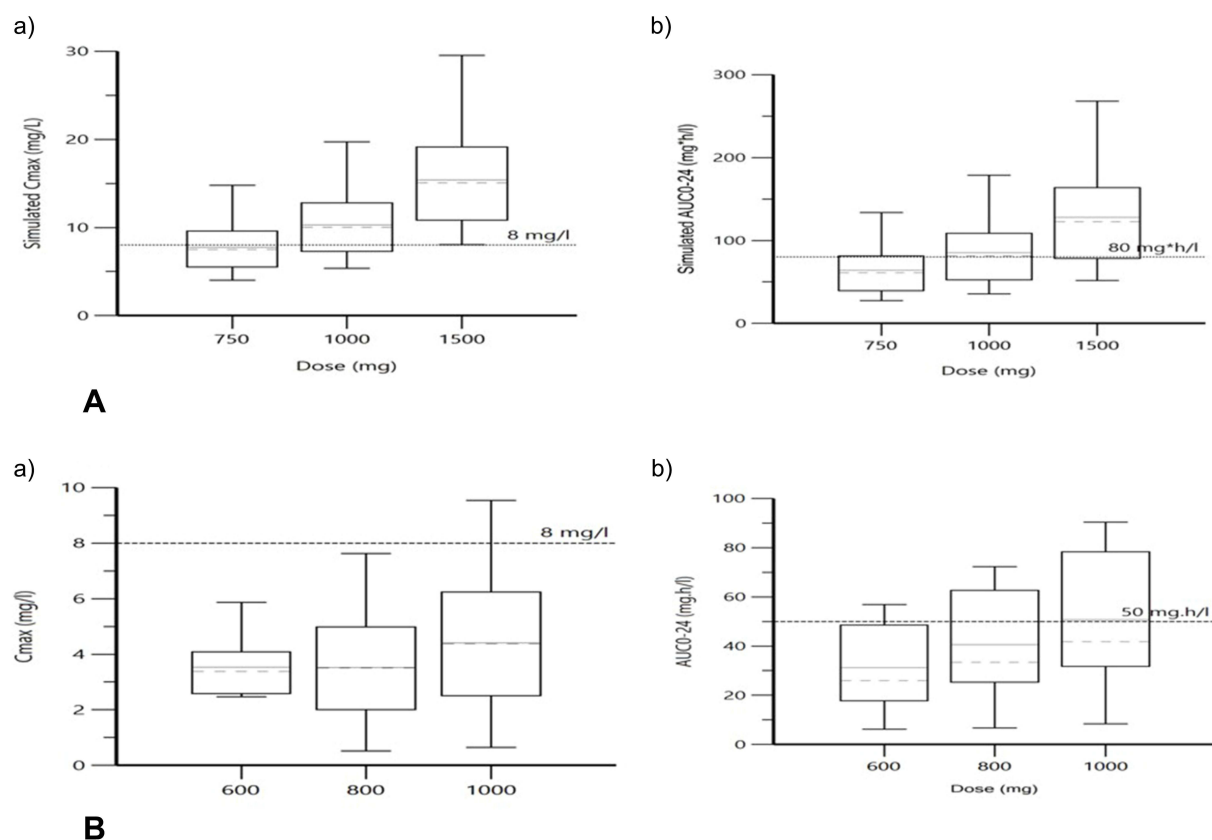 a)
30
20
10
0
Simulated Cmax (mg/L)
8 mg/l
750
1000
1500
Dose (mg)
b)
300
200
100
0
Simulated AUC0-24 (mg*h/l)
80 mg*h/l
750
1000
1500
Dose (mg)
A
a)
10
8
6
4
2
0
Cmax (mg/l)
8 mg/l
600
800
1000
b)
100
80
60
40
20
0
AUC0-24 (mg.h/l)
50 mg.h/l
600
800
1000
Dose (mg)
B